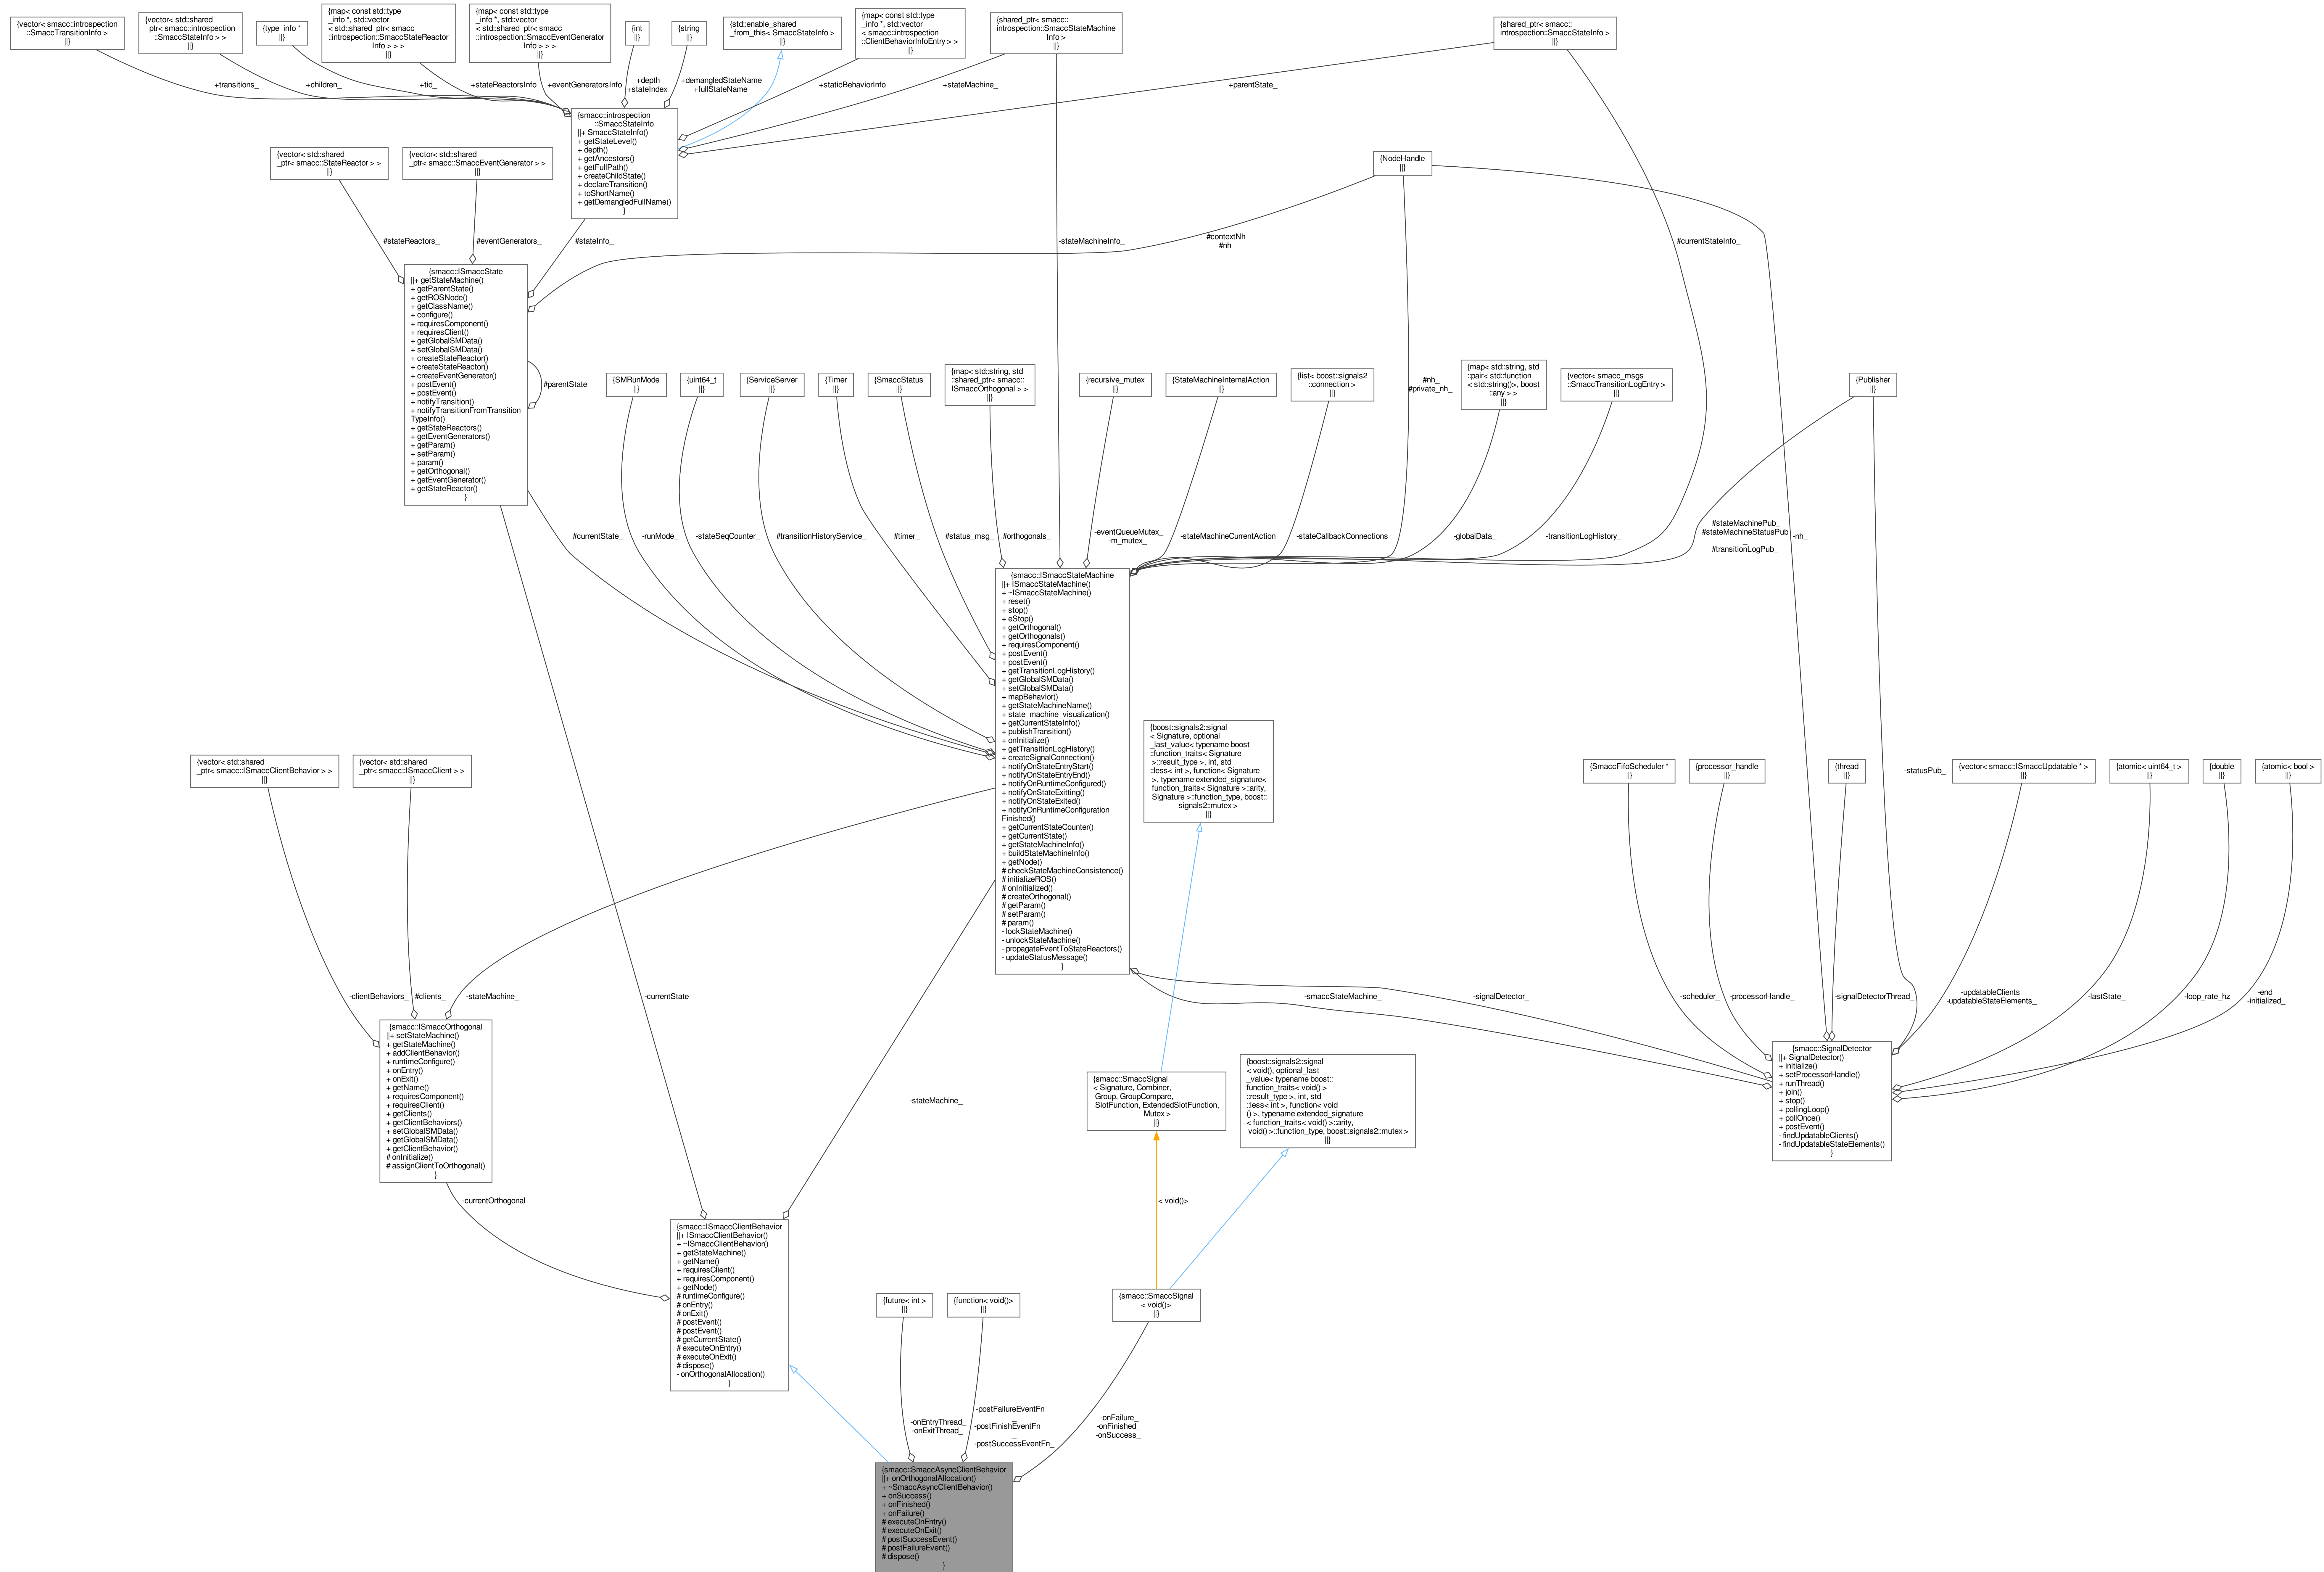 {vector< smacc::introspection
::SmaccTransitionInfo >
||}
{vector< std::shared
_ptr< smacc::introspection
::SmaccStateInfo > >
||}
{type_info *
||}
{map< const std::type
_info *, std::vector
< std::shared_ptr< smacc
::introspection::SmaccStateReactor
Info > > >
||}
{map< const std::type
_info *, std::vector
< std::shared_ptr< smacc
::introspection::SmaccEventGenerator
Info > > >
||}
{int
||}
{string
||}
{std::enable_shared
_from_this< SmaccStateInfo >
||}
{map< const std::type
_info *, std::vector
< smacc::introspection
::ClientBehaviorInfoEntry > >
||}
{shared_ptr< smacc::
introspection::SmaccStateMachine
Info >
||}
{shared_ptr< smacc::
introspection::SmaccStateInfo >
||}
+transitions_
+children_
+tid_
+stateReactorsInfo
+eventGeneratorsInfo
+depth_
+stateIndex_
+demangledStateName
+fullStateName
+staticBehaviorInfo
+stateMachine_
+parentState_
{smacc::introspection
::SmaccStateInfo
||+ SmaccStateInfo()
+ getStateLevel()
+ depth()
+ getAncestors()
+ getFullPath()
+ createChildState()
+ declareTransition()
+ toShortName()
+ getDemangledFullName()
}
{vector< std::shared
_ptr< smacc::StateReactor > >
||}
{vector< std::shared
_ptr< smacc::SmaccEventGenerator > >
||}
{NodeHandle
||}
#stateReactors_
#eventGenerators_
#stateInfo_
#contextNh
#nh
-stateMachineInfo_
#currentStateInfo_
{smacc::ISmaccState
||+ getStateMachine()
+ getParentState()
+ getROSNode()
+ getClassName()
+ configure()
+ requiresComponent()
+ requiresClient()
+ getGlobalSMData()
+ setGlobalSMData()
+ createStateReactor()
+ createStateReactor()
+ createEventGenerator()
+ postEvent()
+ postEvent()
+ notifyTransition()
+ notifyTransitionFromTransition
TypeInfo()
+ getStateReactors()
+ getEventGenerators()
+ getParam()
+ setParam()
+ param()
+ getOrthogonal()
+ getEventGenerator()
+ getStateReactor()
}
#parentState_
{SMRunMode
||}
{uint64_t
||}
{ServiceServer
||}
{Timer
||}
{SmaccStatus
||}
{map< std::string, std
::shared_ptr< smacc::
ISmaccOrthogonal > >
||}
{recursive_mutex
||}
{StateMachineInternalAction
||}
{list< boost::signals2
::connection >
||}
#nh_
#private_nh_
{map< std::string, std
::pair< std::function
< std::string()>, boost
::any > >
||}
{vector< smacc_msgs
::SmaccTransitionLogEntry >
||}
{Publisher
||}
#currentState_
-runMode_
-stateSeqCounter_
#transitionHistoryService_
#timer_
#status_msg_
#orthogonals_
-eventQueueMutex_
-m_mutex_
-stateMachineCurrentAction
-stateCallbackConnections
-globalData_
-transitionLogHistory_
#stateMachinePub_
#stateMachineStatusPub
_
#transitionLogPub_
-nh_
{smacc::ISmaccStateMachine
||+ ISmaccStateMachine()
+ ~ISmaccStateMachine()
+ reset()
+ stop()
+ eStop()
+ getOrthogonal()
+ getOrthogonals()
+ requiresComponent()
+ postEvent()
+ postEvent()
+ getTransitionLogHistory()
+ getGlobalSMData()
+ setGlobalSMData()
+ mapBehavior()
+ getStateMachineName()
+ state_machine_visualization()
+ getCurrentStateInfo()
+ publishTransition()
+ onInitialize()
+ getTransitionLogHistory()
+ createSignalConnection()
+ notifyOnStateEntryStart()
+ notifyOnStateEntryEnd()
+ notifyOnRuntimeConfigured()
+ notifyOnStateExitting()
+ notifyOnStateExited()
+ notifyOnRuntimeConfiguration
Finished()
+ getCurrentStateCounter()
+ getCurrentState()
+ getStateMachineInfo()
+ buildStateMachineInfo()
+ getNode()
# checkStateMachineConsistence()
# initializeROS()
# onInitialized()
# createOrthogonal()
# getParam()
# setParam()
# param()
- lockStateMachine()
- unlockStateMachine()
- propagateEventToStateReactors()
- updateStatusMessage()
}
{boost::signals2::signal
< Signature, optional
_last_value< typename boost
::function_traits< Signature
>::result_type >, int, std
::less< int >, function< Signature
>, typename extended_signature<
function_traits< Signature >::arity,
Signature >::function_type, boost::
signals2::mutex >
||}
{vector< std::shared
_ptr< smacc::ISmaccClientBehavior > >
||}
{vector< std::shared
_ptr< smacc::ISmaccClient > >
||}
{SmaccFifoScheduler *
||}
{processor_handle
||}
{thread
||}
-statusPub_
{vector< smacc::ISmaccUpdatable * >
||}
{atomic< uint64_t >
||}
{double
||}
{atomic< bool >
||}
-clientBehaviors_
#clients_
-stateMachine_
-currentState
-smaccStateMachine_
-signalDetector_
-scheduler_
-processorHandle_
-signalDetectorThread_
-updatableClients_
-updatableStateElements_
-lastState_
-loop_rate_hz
-end_
-initialized_
{smacc::ISmaccOrthogonal
||+ setStateMachine()
+ getStateMachine()
+ addClientBehavior()
+ runtimeConfigure()
+ onEntry()
+ onExit()
+ getName()
+ requiresComponent()
+ requiresClient()
+ getClients()
+ getClientBehaviors()
+ setGlobalSMData()
+ getGlobalSMData()
+ getClientBehavior()
# onInitialize()
# assignClientToOrthogonal()
}
{smacc::SignalDetector
||+ SignalDetector()
+ initialize()
+ setProcessorHandle()
+ runThread()
+ join()
+ stop()
+ pollingLoop()
+ pollOnce()
+ postEvent()
- findUpdatableClients()
- findUpdatableStateElements()
}
-stateMachine_
{smacc::SmaccSignal
< Signature, Combiner,
Group, GroupCompare,
SlotFunction, ExtendedSlotFunction,
Mutex >
||}
{boost::signals2::signal
< void(), optional_last
_value< typename boost::
function_traits< void() >
::result_type >, int, std
::less< int >, function< void
() >, typename extended_signature
< function_traits< void() >::arity,
void() >::function_type, boost::signals2::mutex >
||}
-currentOrthogonal
< void()>
{smacc::ISmaccClientBehavior
||+ ISmaccClientBehavior()
+ ~ISmaccClientBehavior()
+ getStateMachine()
+ getName()
+ requiresClient()
+ requiresComponent()
+ getNode()
# runtimeConfigure()
# onEntry()
# onExit()
# postEvent()
# postEvent()
# getCurrentState()
# executeOnEntry()
# executeOnExit()
# dispose()
- onOrthogonalAllocation()
}
{future< int >
||}
{function< void()>
||}
{smacc::SmaccSignal
< void()>
||}
-onEntryThread_
-onExitThread_
-postFailureEventFn
_
-postFinishEventFn
_
-postSuccessEventFn_
-onFailure_
-onFinished_
-onSuccess_
{smacc::SmaccAsyncClientBehavior
||+ onOrthogonalAllocation()
+ ~SmaccAsyncClientBehavior()
+ onSuccess()
+ onFinished()
+ onFailure()
# executeOnEntry()
# executeOnExit()
# postSuccessEvent()
# postFailureEvent()
# dispose()
}